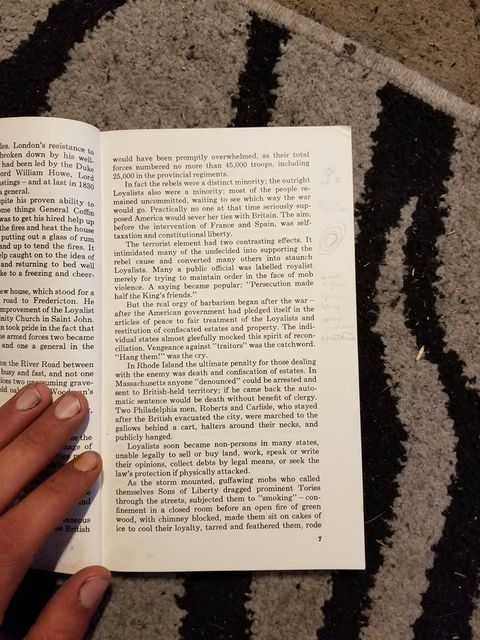 les. London's resistance to
broken down by his well-
had been led by the Duke
ord William Howe, Lord
stings – and at last in 1830
general.
spite his proven ability to
ome things General Coffin
was to get his hired help up
the fires and heat the house
putting out a glass of rum
and up to tend the fires. It
elp caught on to the idea of
and returning to bed well
ke to a freezing and cheer-
new house, which stood for a
road to Fredericton. He
improvement of the Loyalist
nity Church in Saint John.
n took pride in the fact that
e armed forces two became
and one a general in the
on the River Road between
busy and fast, and not one
grave-
the
British
would have been promptly overwhelmed, as their total
forces numbered no more than 45,000 troops, including
25,000 in the provincial regiments.
In fact the rebels were a distinct minority; the outright
Loyalists also were a minority; most of the people re-
mained uncommitted, waiting to see which way the war
would go. Practically no one at that time seriously sup-
posed America would sever her ties with Britain. The aim,
before the intervention of France and Spain, was self-
taxation and constitutional liberty.
The terrorist element had two contrasting effects. It
intimidated many of the undecided into supporting the
rebel cause and converted many others into staunch
Loyalists. Many a public official was labelled royalist
merely for trying to maintain order in the face of mob
violence. A saying became popular: "Persecution made
half the King's friends."
But the real orgy of barbarism began after the war –
after the American government had pledged itself in the
articles of peace to fair treatment of the Loyalists and
restitution of confiscated estates and property. The indi-
vidual states almost gleefully mocked this spirit of recon-
ciliation. Vengeance against "traitors" was the catchword.
"Hang them!" was the cry.
In Rhode Island the ultimate penalty for those dealing
with the enemy was death and confiscation of estates. In
Massachusetts anyone "denounced" could be arrested and
sent to British-held territory; if he came back the auto-
matic sentence would be death without benefit of clergy.
Two Philadelphia men, Roberts and Carlisle, who stayed
after the British evacuated the city, were marched to the
gallows behind a cart, halters around their necks, and
publicly hanged.
Loyalists soon became non-persons in many states,
unable legally to sell or buy land, work, speak or write
their opinions, collect debts by legal means, or seek the
law's protection if physically attacked.
As the storm mounted, guffawing mobs who called
themselves Sons of Liberty dragged prominent Tories
through the streets, subjected them to "smoking" – con-
finement in a closed room before an open fire of green
wood, with chimney blocked, made them sit on cakes of
ice to cool their loyalty, tarred and feathered them, rode
7